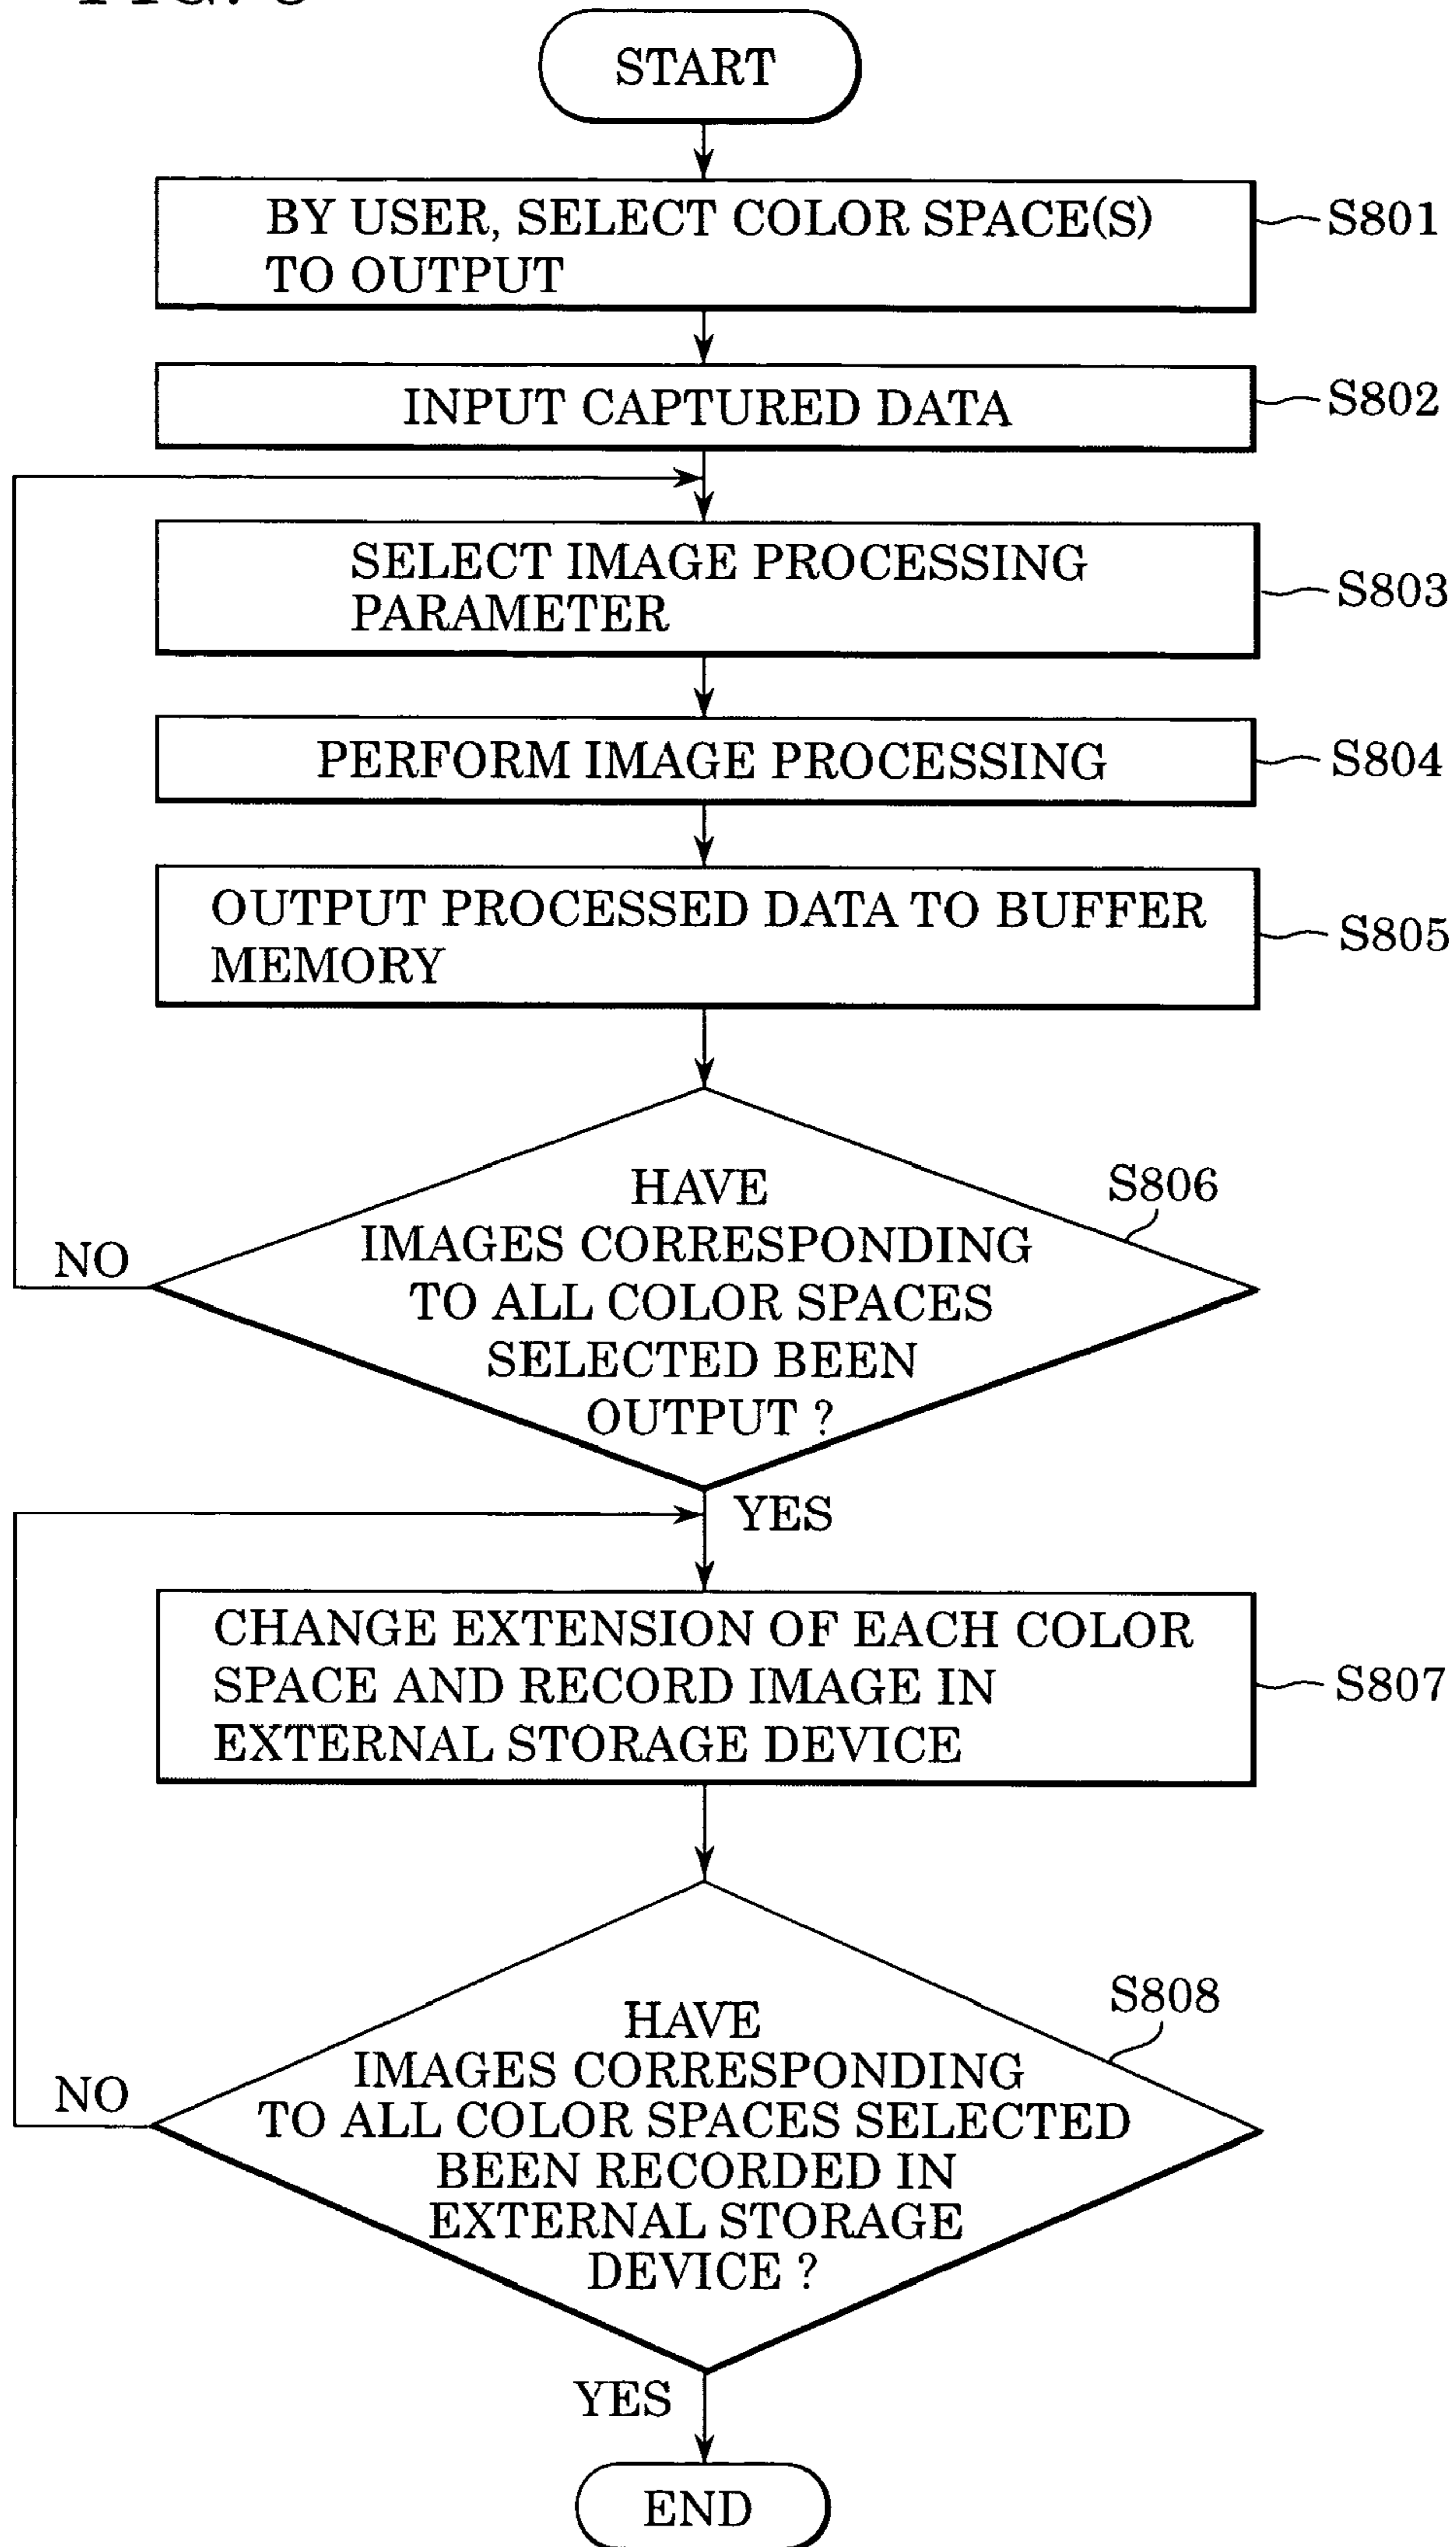 START
BY USER, SELECT COLOR SPACE(S)
TO OUTPUT
S801
INPUT CAPTURED DATA
S802
SELECT IMAGE PROCESSING
PARAMETER
S803
PERFORM IMAGE PROCESSING
S804
OUTPUT PROCESSED DATA TO BUFFER
MEMORY
S805
HAVE
IMAGES CORRESPONDING
TO ALL COLOR SPACES
SELECTED BEEN
OUTPUT ?
S806
NO
YES
CHANGE EXTENSION OF EACH COLOR
SPACE AND RECORD IMAGE IN
EXTERNAL STORAGE DEVICE
S807
HAVE
IMAGES CORRESPONDING
TO ALL COLOR SPACES SELECTED
BEEN RECORDED IN
EXTERNAL STORAGE
DEVICE ?
S808
NO
YES
END